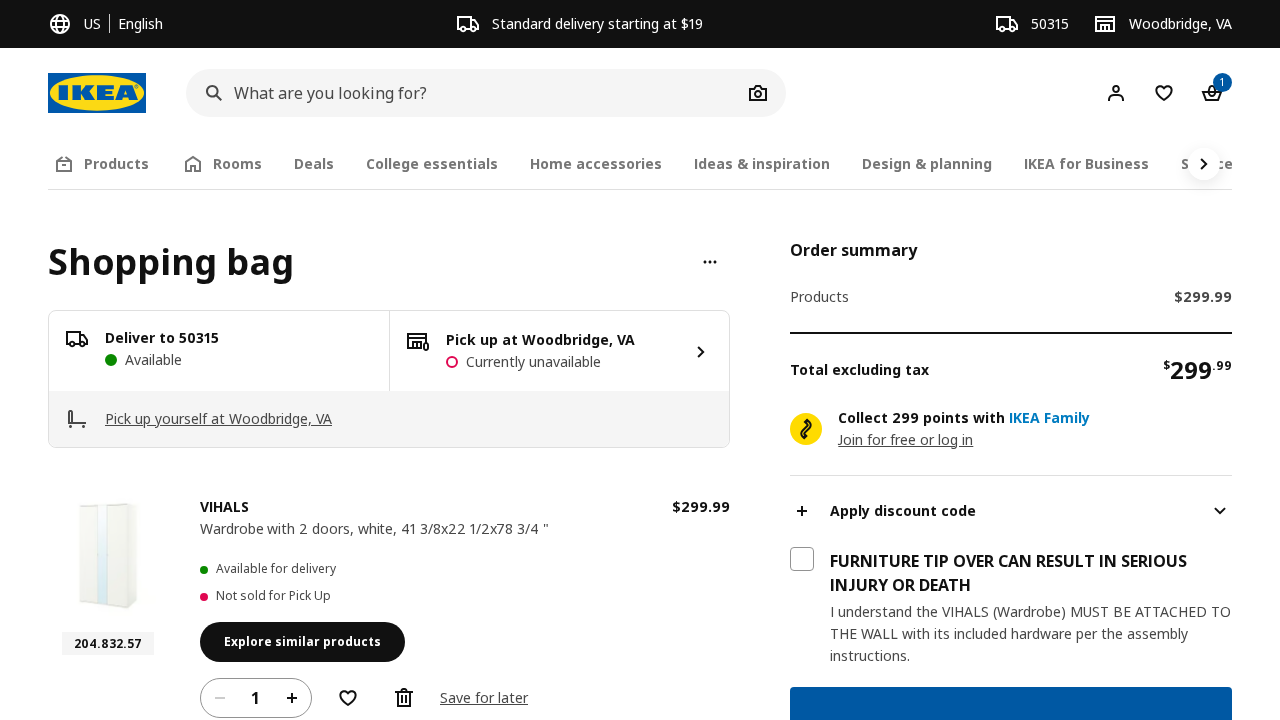 US | English
Standard delivery starting at $19
50315
Woodbridge, VA
IKEA
What are you looking for?
1
Products
Rooms
Deals
College essentials
Home accessories
Ideas & inspiration
Design & planning
IKEA for Business
Shopping bag
Deliver to 50315
Available
Pick up at Woodbridge, VA
Currently unavailable
Pick up yourself at Woodbridge, VA
VIHALS
$299.99
Wardrobe with 2 doors, white, 41 3/8x22 1/2x78 3/4 "
Available for delivery
Not sold for Pick Up
204.832.57
Explore similar products
1
Save for later
Order summary
Products
$299.99
Total excluding tax
$299.99
Collect 299 points with IKEA Family
Join for free or log in
Apply discount code
FURNITURE TIP OVER CAN RESULT IN SERIOUS
INJURY OR DEATH
I understand the VIHALS (Wardrobe) MUST BE ATTACHED TO
THE WALL with its included hardware per the assembly
instructions.